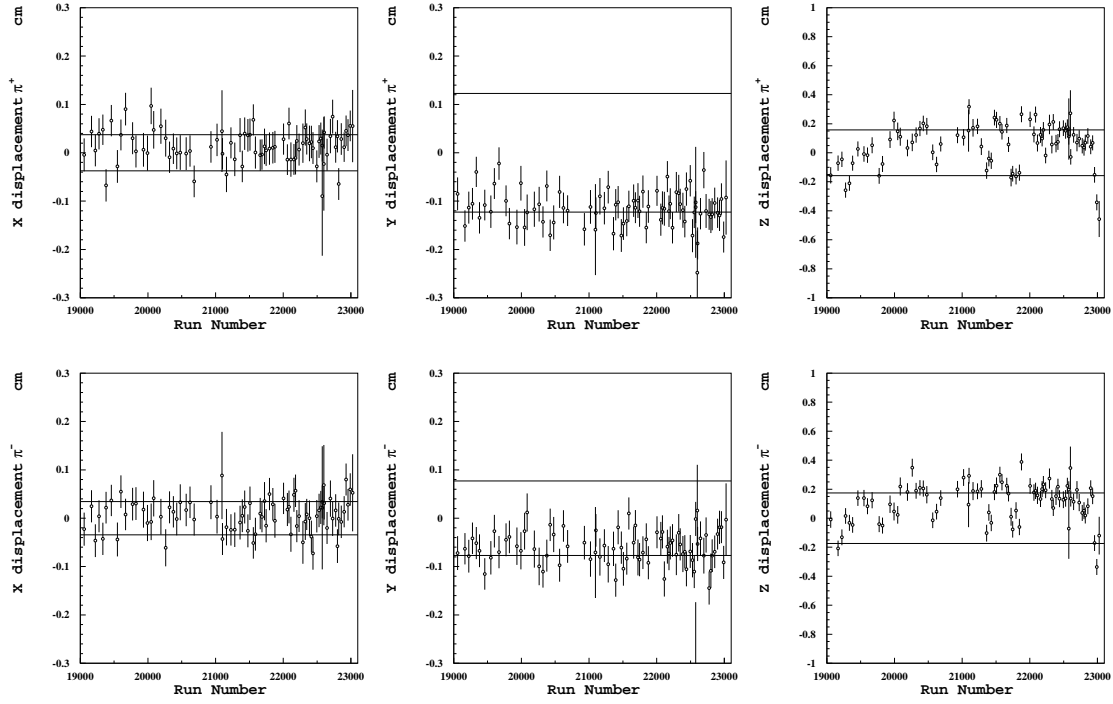 X displacement π+ cm
0.3
0.2
0.1
0
-0.1
-0.2
-0.3
19000 20000 21000 22000 23000
Run Number
Y displacement π+ cm
0.3
0.2
0.1
0
-0.1
-0.2
-0.3
19000 20000 21000 22000 23000
Run Number
Z displacement π+ cm
1
0.8
0.6
0.4
0.2
0
-0.2
-0.4
-0.6
-0.8
-1
19000 20000 21000 22000 23000
Run Number
X displacement π- cm
0.3
0.2
0.1
0
-0.1
-0.2
-0.3
19000 20000 21000 22000 23000
Run Number
Y displacement π- cm
0.3
0.2
0.1
0
-0.1
-0.2
-0.3
19000 20000 21000 22000 23000
Run Number
Z displacement π- cm
1
0.8
0.6
0.4
0.2
0
-0.2
-0.4
-0.6
-0.8
-1
19000 20000 21000 22000 23000
Run Number